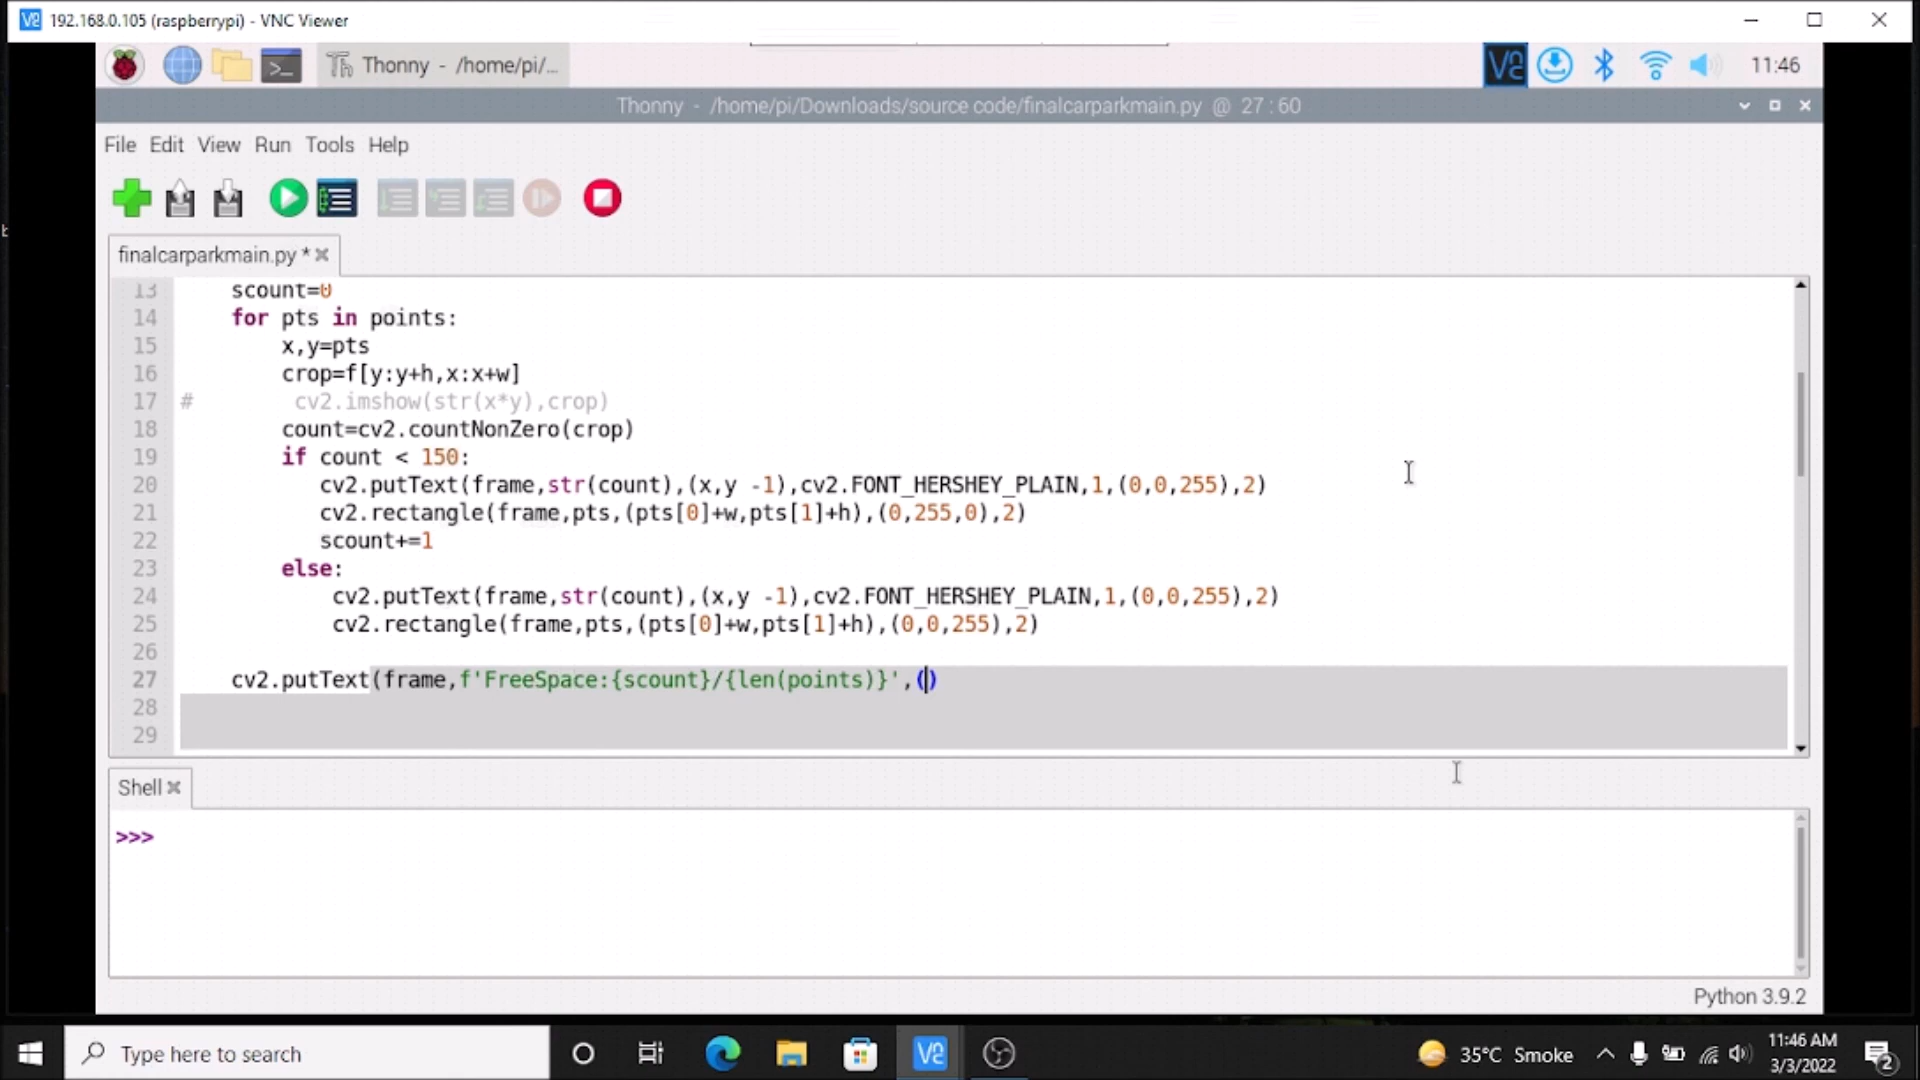 192.168.0.105 (raspberrypi) - VNC Viewer
Thonny - /home/pi/...
11:46
Thonny - /home/pi/Downloads/source code/finalcarparkmain.py @ 27 : 60
File Edit View Run Tools Help
finalcarparkmain.py *
13 scount=0
14 for pts in points:
15 x,y=pts
16 crop=f[y:y+h,x:x+w]
17 # cv2.imshow(str(x*y),crop)
18 count=cv2.countNonZero(crop)
19 if count < 150:
20 cv2.putText(frame,str(count),(x,y -1),cv2.FONT_HERSHEY_PLAIN,1,(0,0,255),2)
21 cv2.rectangle(frame,pts,(pts[0]+w,pts[1]+h),(0,255,0),2)
22 scount+=1
23 else:
24 cv2.putText(frame,str(count),(x,y -1),cv2.FONT_HERSHEY_PLAIN,1,(0,0,255),2)
25 cv2.rectangle(frame,pts,(pts[0]+w,pts[1]+h),(0,0,255),2)
26
27 cv2.putText(frame,f'FreeSpace:{scount}/{len(points)}',()
28
29
Shell
>>>
Python 3.9.2
Type here to search
35°C Smoke
11:46 AM
3/3/2022
2